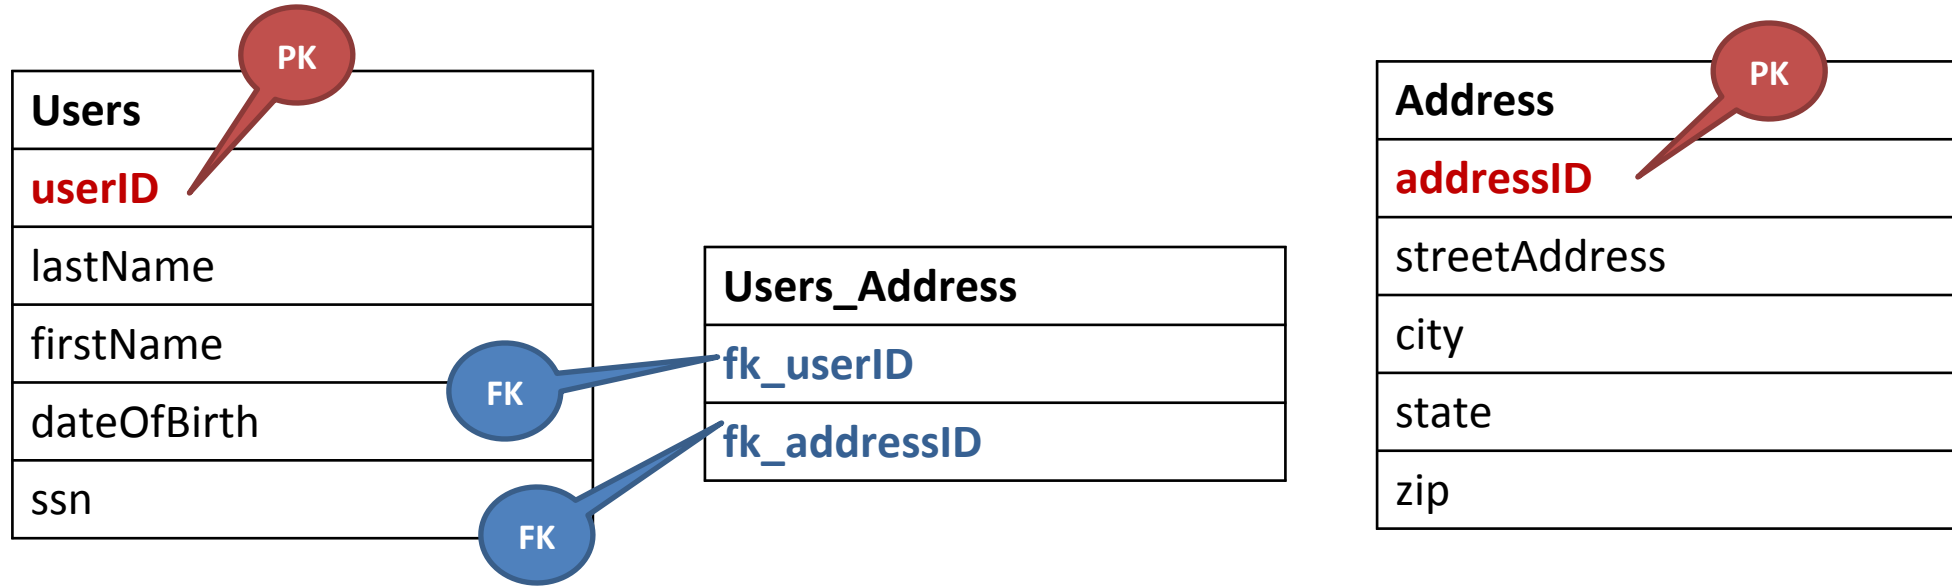 PK
Users
userID
lastName
firstName
dateOfBirth
ssn
FK
FK
Users_Address
fk_userID
fk_addressID
PK
Address
addressID
streetAddress
city
state
zip